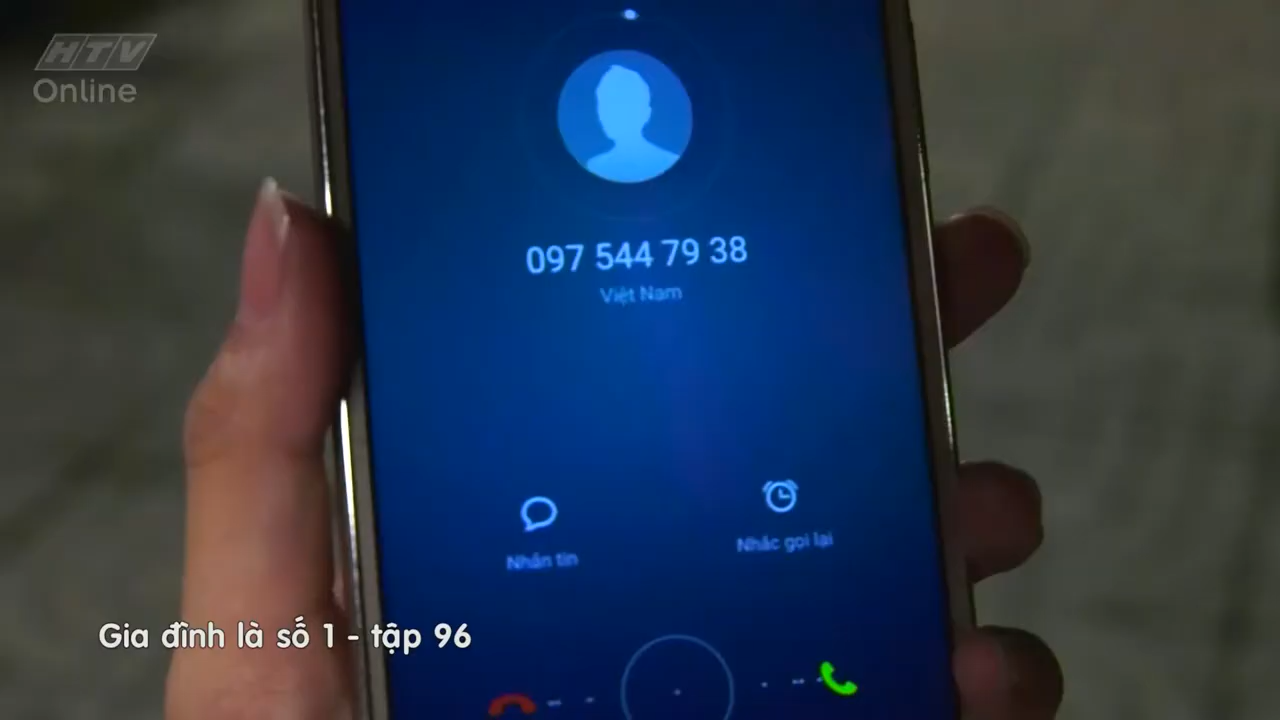 HTV
Online
097 544 79 38
Việt Nam
Nhắn tin
Nhắc gọi lại
Gia đình là số 1 - tập 96